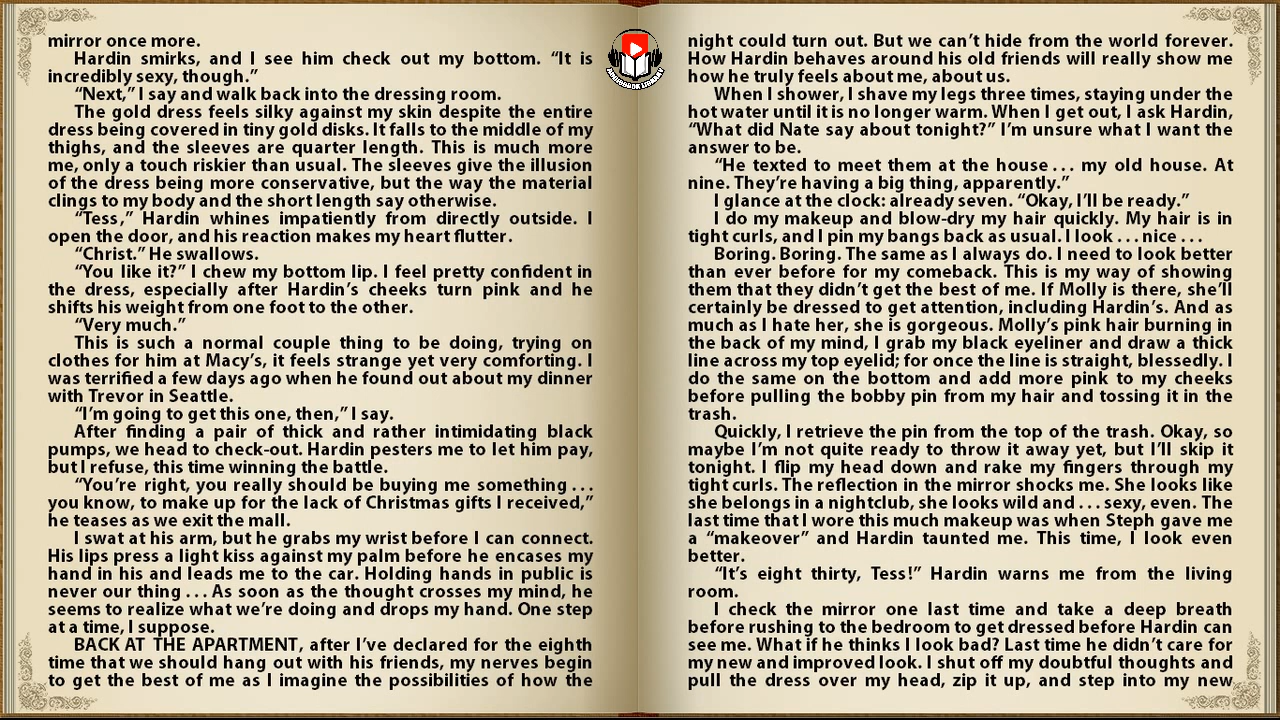 mirror once more.
Hardin smirks, and I see him check out my bottom. “It is
incredibly sexy, though.”
“Next,” I say and walk back into the dressing room.
The gold dress feels silky against my skin despite the entire
dress being covered in tiny gold disks. It falls to the middle of my
thighs, and the sleeves are quarter length. This is much more
me, only a touch riskier than usual. The sleeves give the illusion
of the dress being more conservative, but the way the material
clings to my body and the short length say otherwise.
“Tess,” Hardin whines impatiently from directly outside. I
open the door, and his reaction makes my heart flutter.
“Christ.” He swallows.
“You like it?” I chew my bottom lip. I feel pretty confident in
the dress, especially after Hardin’s cheeks turn pink and he
shifts his weight from one foot to the other.
“Very much.”
This is such a normal couple thing to be doing, trying on
clothes for him at Macy’s, it feels strange yet very comforting. I
was terrified a few days ago when he found out about my dinner
with Trevor in Seattle.
“I’m going to get this one, then,” I say.
After finding a pair of thick and rather intimidating black
pumps, we head to check-out. Hardin pesters me to let him pay,
but I refuse, this time winning the battle.
“You’re right, you really should be buying me something . . .
you know, to make up for the lack of Christmas gifts I received,”
he teases as we exit the mall.
I swat at his arm, but he grabs my wrist before I can connect.
His lips press a light kiss against my palm before he encases my
hand in his and leads me to the car. Holding hands in public is
never our thing . . . As soon as the thought crosses my mind, he
seems to realize what we’re doing and drops my hand. One step
at a time, I suppose.
BACK AT THE APARTMENT, after I’ve declared for the eighth
time that we should hang out with his friends, my nerves begin
to get the best of me as I imagine the possibilities of how the
night could turn out. But we can’t hide from the world forever.
How Hardin behaves around his old friends will really show me
how he truly feels about me, about us.
When I shower, I shave my legs three times, staying under the
hot water until it is no longer warm. When I get out, I ask Hardin,
“What did Nate say about tonight?” I’m unsure what I want the
answer to be.
“He texted to meet them at the house . . . my old house. At
nine. They’re having a big thing, apparently.”
I glance at the clock: already seven. “Okay, I’ll be ready.”
I do my makeup and blow-dry my hair quickly. My hair is in
tight curls, and I pin my bangs back as usual. I look . . . nice . . .
Boring. Boring. The same as I always do. I need to look better
than ever before for my comeback. This is my way of showing
them that they didn’t get the best of me. If Molly is there, she’ll
certainly be dressed to get attention, including Hardin’s. And as
much as I hate her, she is gorgeous. Molly’s pink hair burning in
the back of my mind, I grab my black eyeliner and draw a thick
line across my top eyelid; for once the line is straight, blessedly. I
do the same on the bottom and add more pink to my cheeks
before pulling the bobby pin from my hair and tossing it in the
trash.
Quickly, I retrieve the pin from the top of the trash. Okay, so
maybe I’m not quite ready to throw it away yet, but I’ll skip it
tonight. I flip my head down and rake my fingers through my
tight curls. The reflection in the mirror shocks me. She looks like
she belongs in a nightclub, she looks wild and . . . sexy, even. The
last time that I wore this much makeup was when Steph gave me
a “makeover” and Hardin taunted me. This time, I look even
better.
“It’s eight thirty, Tess!” Hardin warns me from the living
room.
I check the mirror one last time and take a deep breath
before rushing to the bedroom to get dressed before Hardin can
see me. What if he thinks I look bad? Last time he didn’t care for
my new and improved look. I shut off my doubtful thoughts and
pull the dress over my head, zip it up, and step into my new